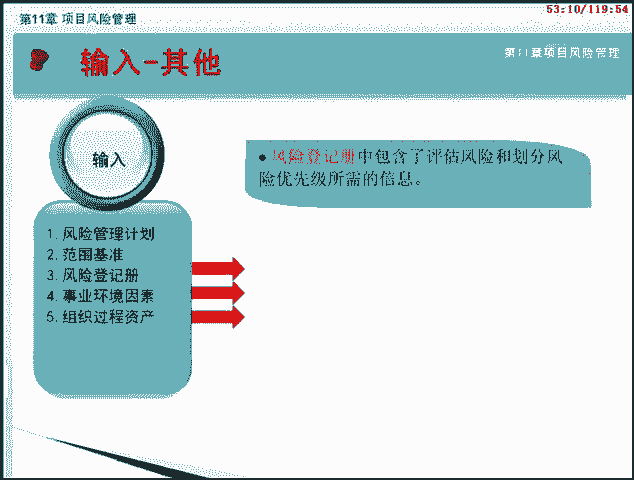 第11章 项目风险管理
53:10/119:54
输入-其他
第11章项目风险管理
输入
风险登记册中包含了评估风险和划分风
险优先级所需的信息。
1. 风险管理计划
2. 范围基准
3. 风险登记册
4. 事业环境因素
5. 组织过程资产